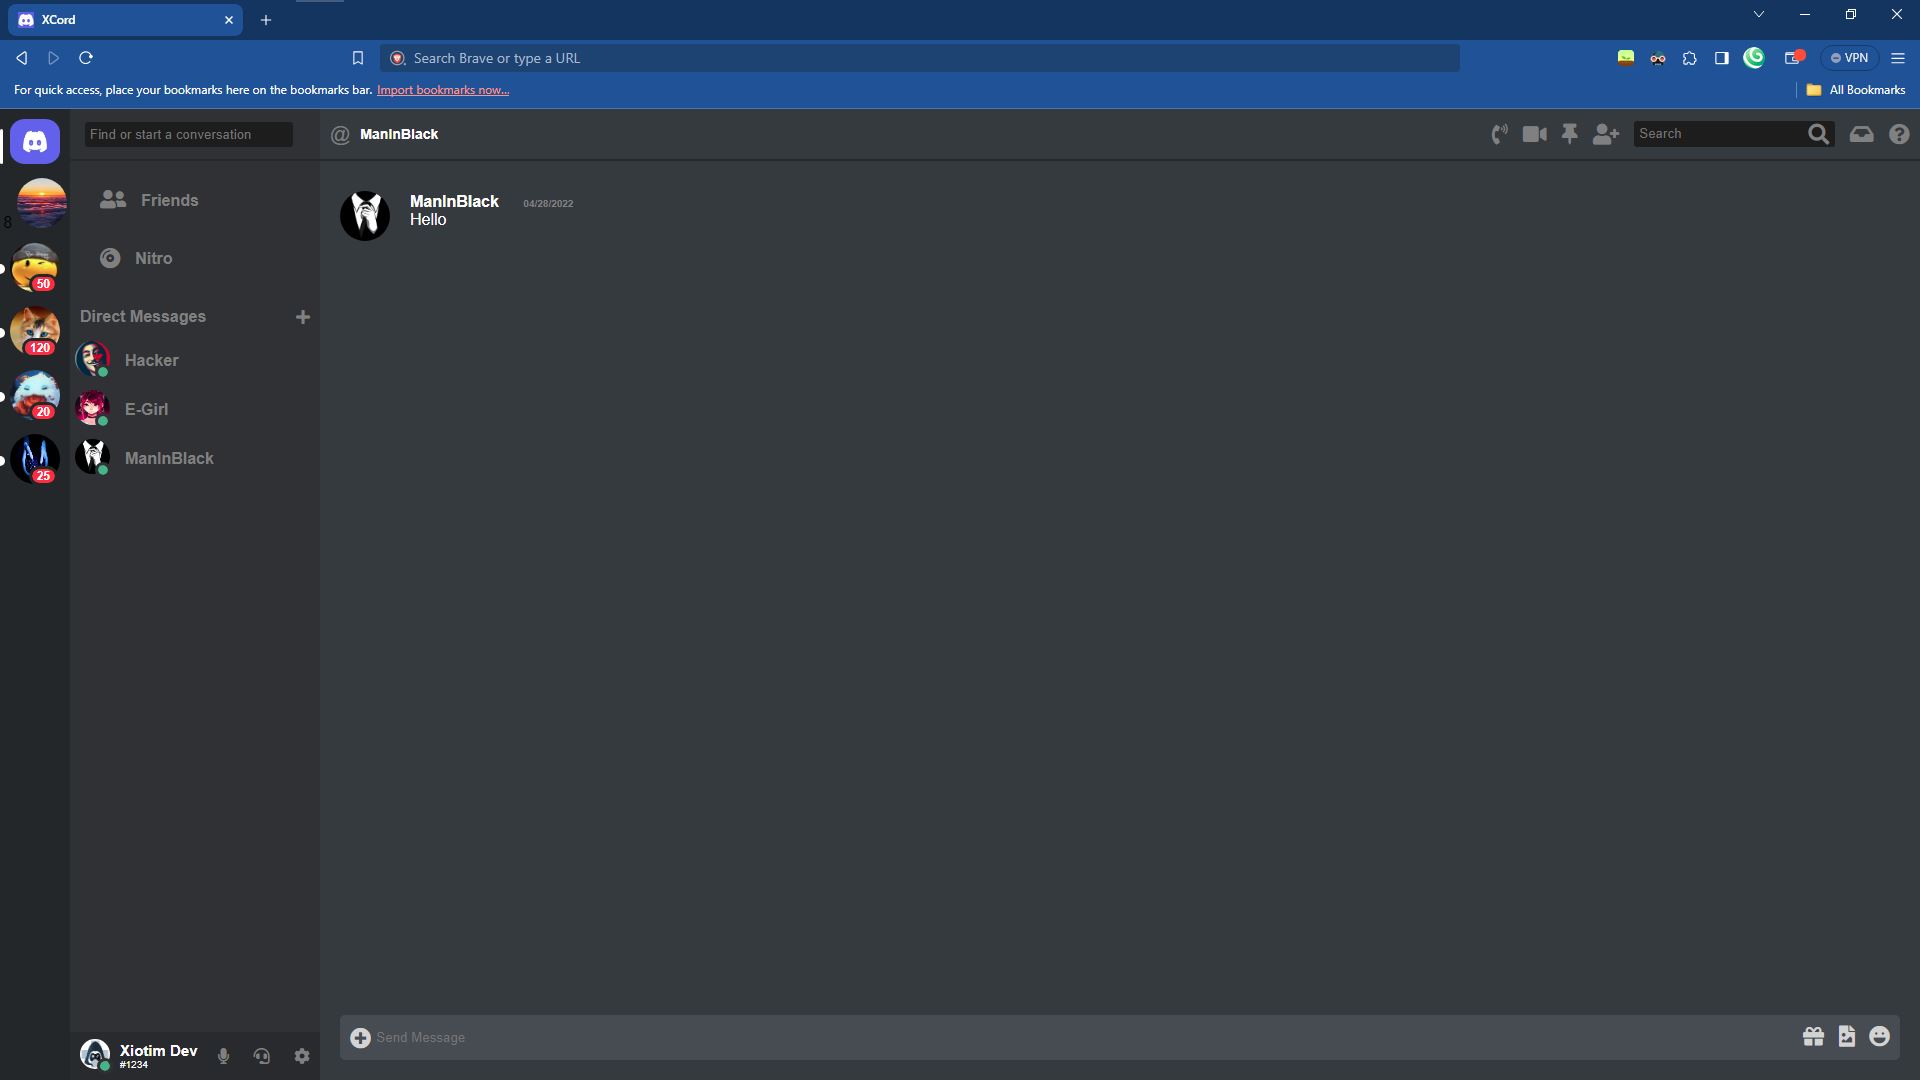 XCord
Search Brave or type a URL
VPN
For quick access, place your bookmarks here on the bookmarks bar. Import bookmarks now...
All Bookmarks
Find or start a conversation
@ ManInBlack
Search
Friends
ManInBlack 04/28/2022
Hello
8
Nitro
50
Direct Messages
120
Hacker
20
E-Girl
25
ManInBlack
Send Message
Xiotim Dev
#1234